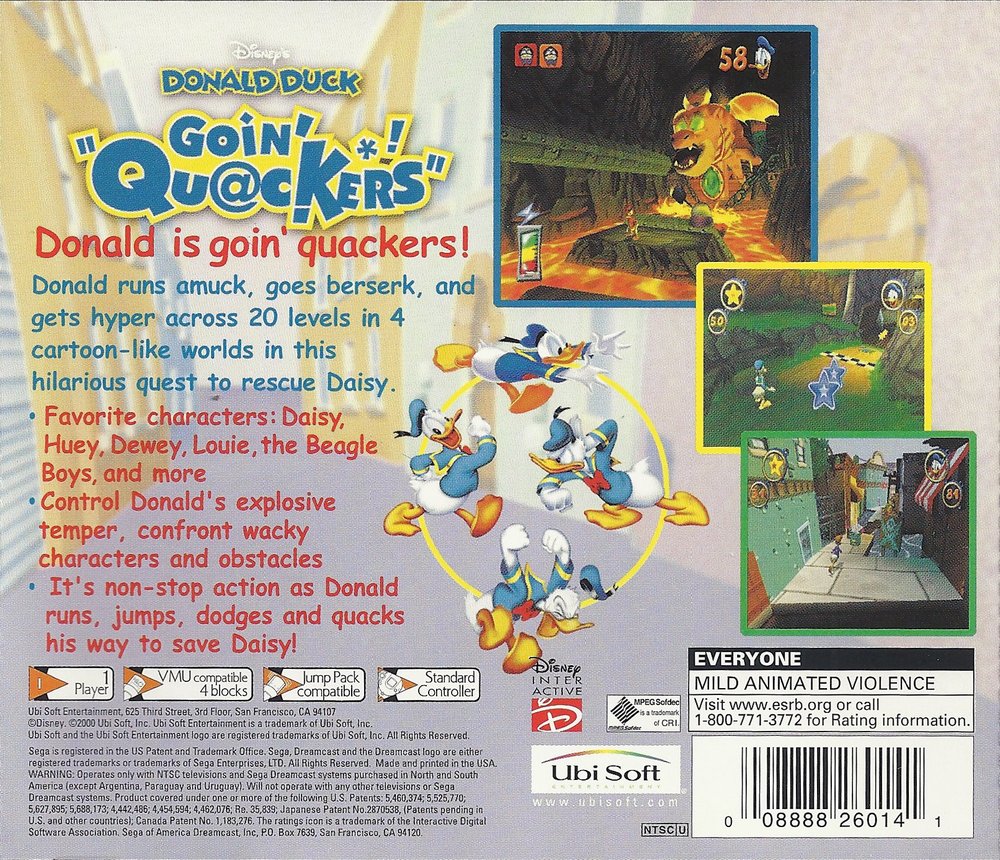 Disney's
DONALD DUCK
GOIN'
"QU@CK*!ERS"
Donald is goin' quackers!
Donald runs amuck, goes berserk, and
gets hyper across 20 levels in 4
cartoon-like worlds in this
hilarious quest to rescue Daisy.
• Favorite characters: Daisy,
Huey, Dewey, Louie, the Beagle
Boys, and more
• Control Donald's explosive
temper, confront wacky
characters and obstacles
• It's non-stop action as Donald
runs, jumps, dodges and quacks
his way to save Daisy!
58
50
03
84
1
Player
VMU compatible
4 blocks
Jump Pack
compatible
Standard
Controller
Ubi Soft Entertainment, 625 Third Street, 3rd Floor, San Francisco, CA 94107
©Disney. ©2000 Ubi Soft, Inc. Ubi Soft Entertainment is a trademark of Ubi Soft, Inc.
Ubi Soft and the Ubi Soft Entertainment logo are registered trademarks of Ubi Soft, Inc. All Rights Reserved.
Sega is registered in the US Patent and Trademark Office. Sega, Dreamcast and the Dreamcast logo are either
registered trademarks or trademarks of Sega Enterprises, LTD. All Rights Reserved. Made and printed in the USA.
WARNING: Operates only with NTSC televisions and Sega Dreamcast systems purchased in North and South
America (except Argentina, Paraguay and Uruguay). Will not operate with any other televisions or Sega
Dreamcast systems. Product covered under one or more of the following U.S. Patents: 5,460,374; 5,525,770;
5,627,895; 5,688,173; 4,442,486; 4,454,594; 4,462,076; Re. 35,839; Japanese Patent No. 2870538. (Patents pending in
U.S. and other countries); Canada Patent No. 1,183,276. The ratings icon is a trademark of the Interactive Digital
Software Association. Sega of America Dreamcast, Inc, P.O. Box 7639, San Francisco, CA 94120.
Disney
INTER
ACTIVE
MPEG Sofdec
is a trademark
of CRI.
MPEG Sofdec
Ubi Soft
ENTERTAINMENT
www.ubisoft.com
NTSC U
EVERYONE
MILD ANIMATED VIOLENCE
Visit www.esrb.org or call
1-800-771-3772 for Rating information.
0 08888 26014 1